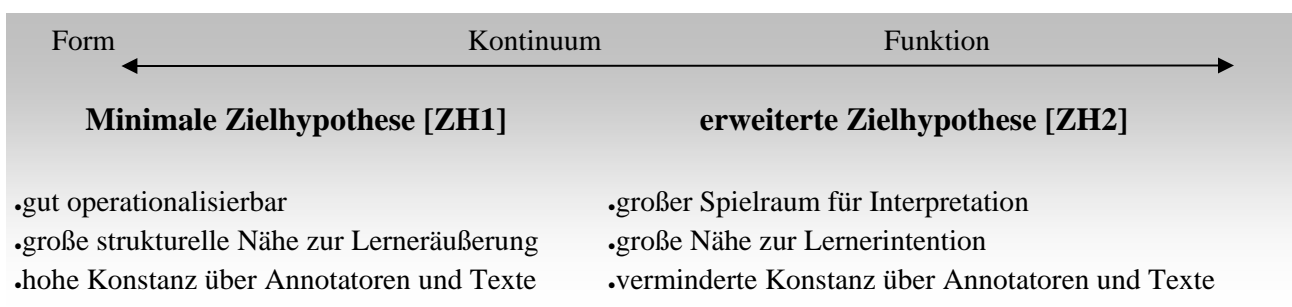 Form Kontinuum Funktion
Minimale Zielhypothese [ZH1] erweiterte Zielhypothese [ZH2]
•gut operationalisierbar •großer Spielraum für Interpretation
•große strukturelle Nähe zur Lerneräußerung •große Nähe zur Lernerintention
•hohe Konstanz über Annotatoren und Texte •verminderte Konstanz über Annotatoren und Texte